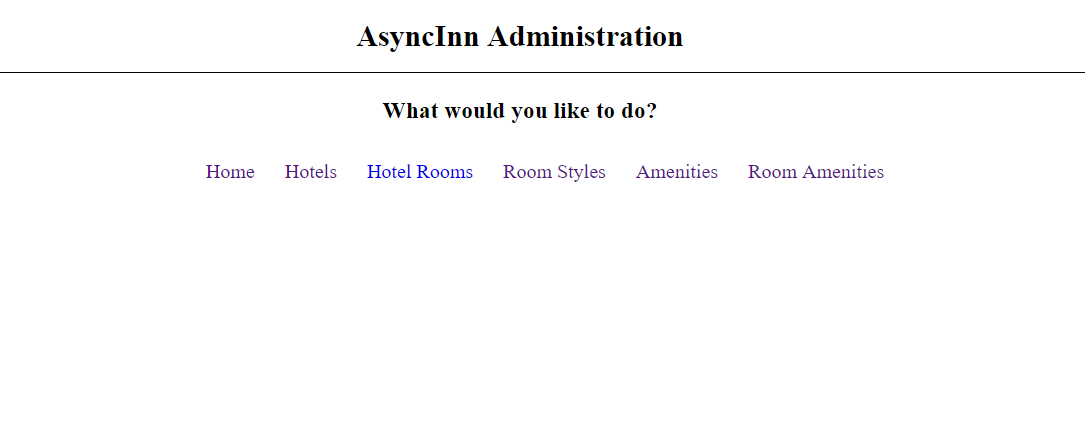 AsyncInn Administration
What would you like to do?
Home Hotels Hotel Rooms Room Styles Amenities Room Amenities